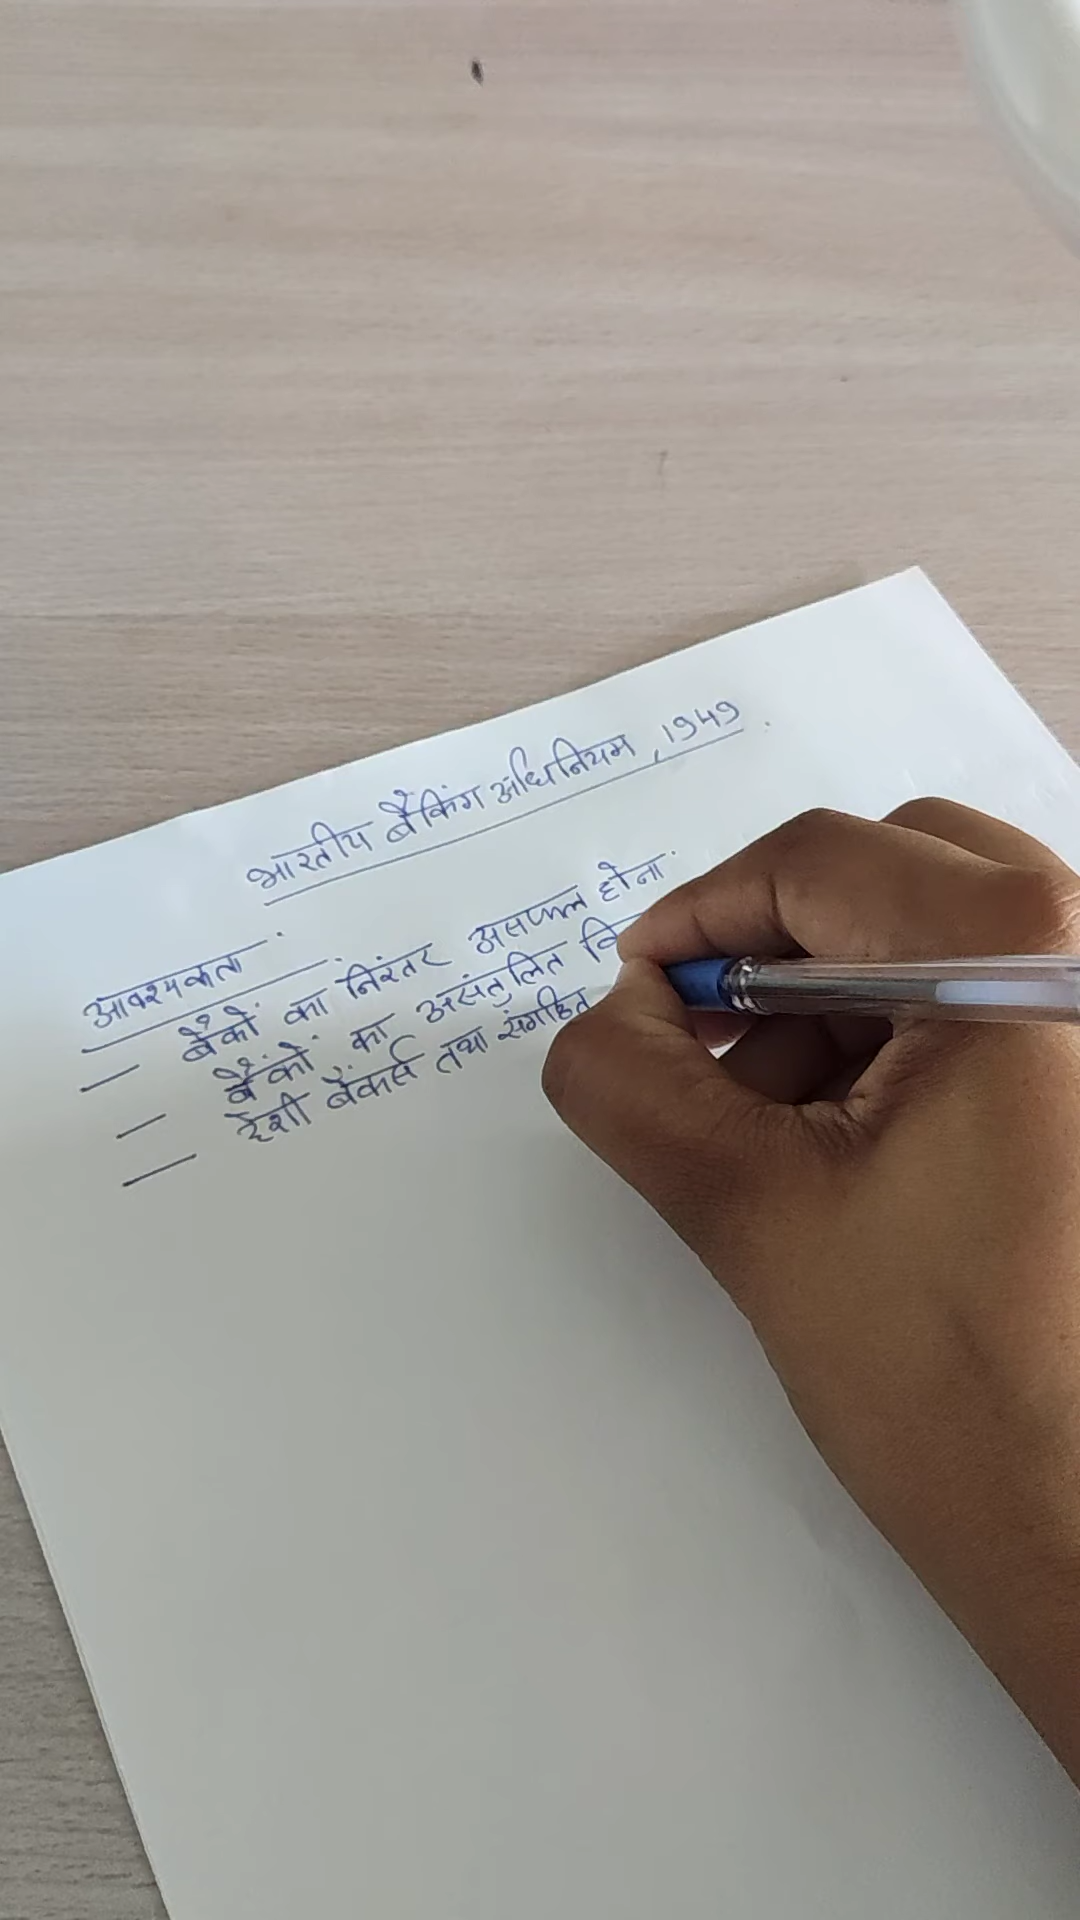 भारतीय बैंकिंग अधिनियम, 1949.
आवश्यकता
— बैंकों का निरंतर असफल होना
— बैंकों का असंतुलित
— देशी बैंकर्स तथा संगठित